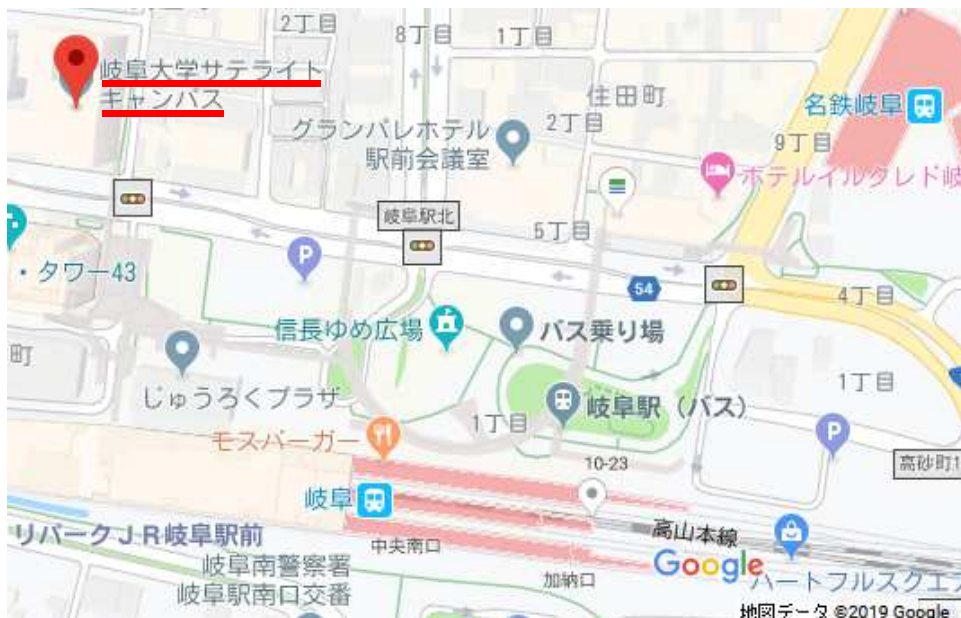 2丁目
8丁目
1丁目
岐阜大学サテライト
キャンパス
住田町
名鉄岐阜
グランパレホテル
駅前会議室
2丁目
9丁目
ホテルイルクレド岐
岐阜駅北
5丁目
・タワー43
54
4丁目
信長ゆめ広場
バス乗り場
町
じゅうろくプラザ
1丁目
岐阜駅（バス）
1丁目
モスバーガー
10-23
高砂町1
岐阜
リパークＪＲ岐阜駅前
中央南口
高山本線
岐阜南警察署
岐阜駅南口交番
加納口
Google
ハートフルスクエア
地図データ ©2019 Google